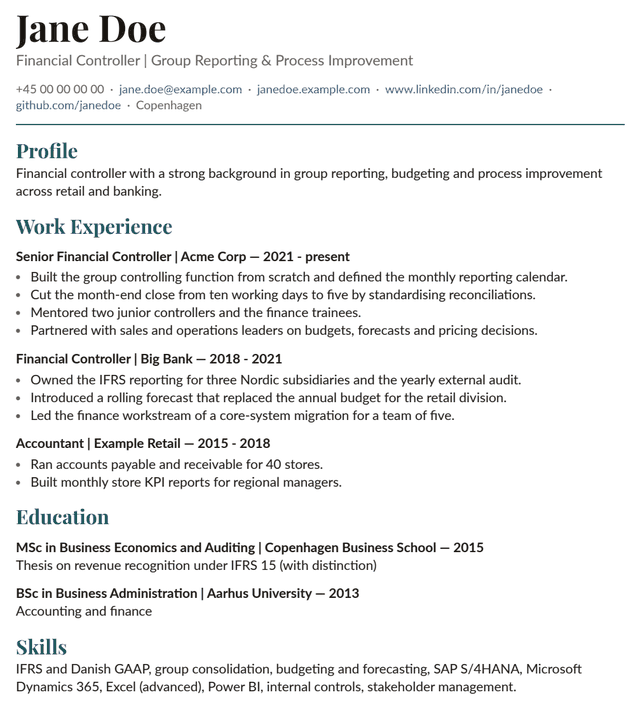 Jane Doe
Financial Controller | Group Reporting & Process Improvement
+45 00 00 00 00 · jane.doe@example.com · janedoe.example.com · www.linkedin.com/in/janedoe ·
github.com/janedoe · Copenhagen
Profile
Financial controller with a strong background in group reporting, budgeting and process improvement
across retail and banking.
Work Experience
Senior Financial Controller | Acme Corp — 2021 - present
• Built the group controlling function from scratch and defined the monthly reporting calendar.
• Cut the month-end close from ten working days to five by standardising reconciliations.
• Mentored two junior controllers and the finance trainees.
• Partnered with sales and operations leaders on budgets, forecasts and pricing decisions.
Financial Controller | Big Bank — 2018 - 2021
• Owned the IFRS reporting for three Nordic subsidiaries and the yearly external audit.
• Introduced a rolling forecast that replaced the annual budget for the retail division.
• Led the finance workstream of a core-system migration for a team of five.
Accountant | Example Retail — 2015 - 2018
• Ran accounts payable and receivable for 40 stores.
• Built monthly store KPI reports for regional managers.
Education
MSc in Business Economics and Auditing | Copenhagen Business School — 2015
Thesis on revenue recognition under IFRS 15 (with distinction)
BSc in Business Administration | Aarhus University — 2013
Accounting and finance
Skills
IFRS and Danish GAAP, group consolidation, budgeting and forecasting, SAP S/4HANA, Microsoft
Dynamics 365, Excel (advanced), Power BI, internal controls, stakeholder management.